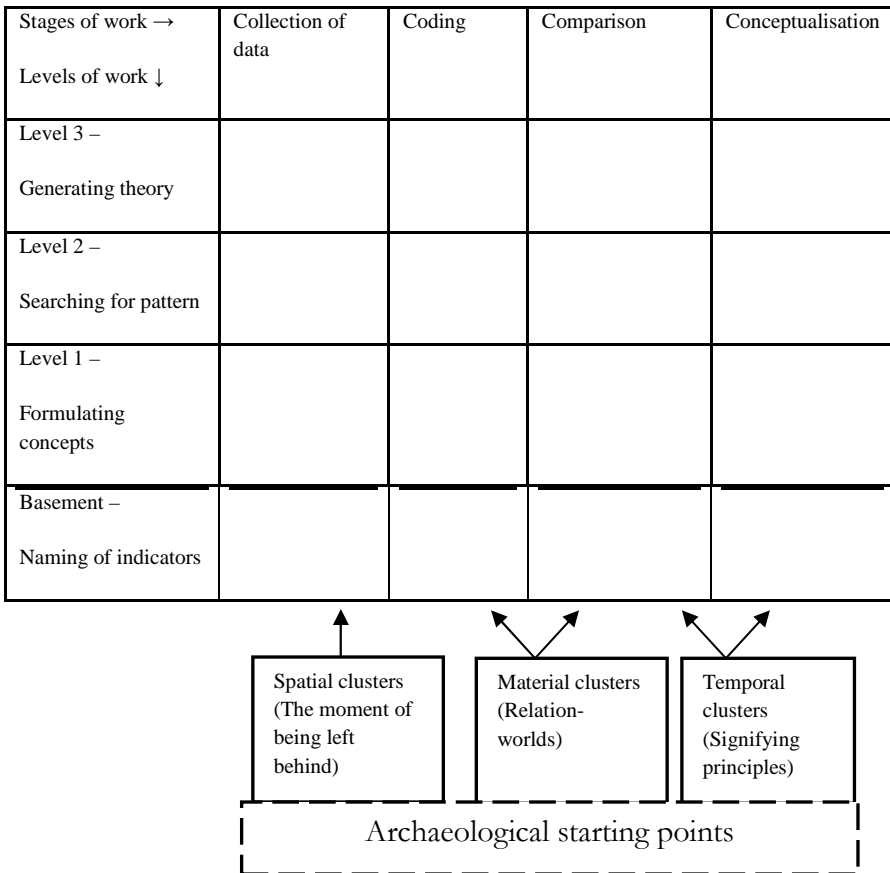 Stages of work →
Levels of work ↓
Collection of
data
Coding
Comparison
Conceptualisation
Level 3 –
Generating theory
Level 2 –
Searching for pattern
Level 1 –
Formulating
concepts
Basement –
Naming of indicators
Spatial clusters
(The moment of
being left
behind)
Material clusters
(Relation-
worlds)
Temporal
clusters
(Signifying
principles)
Archaeological starting points